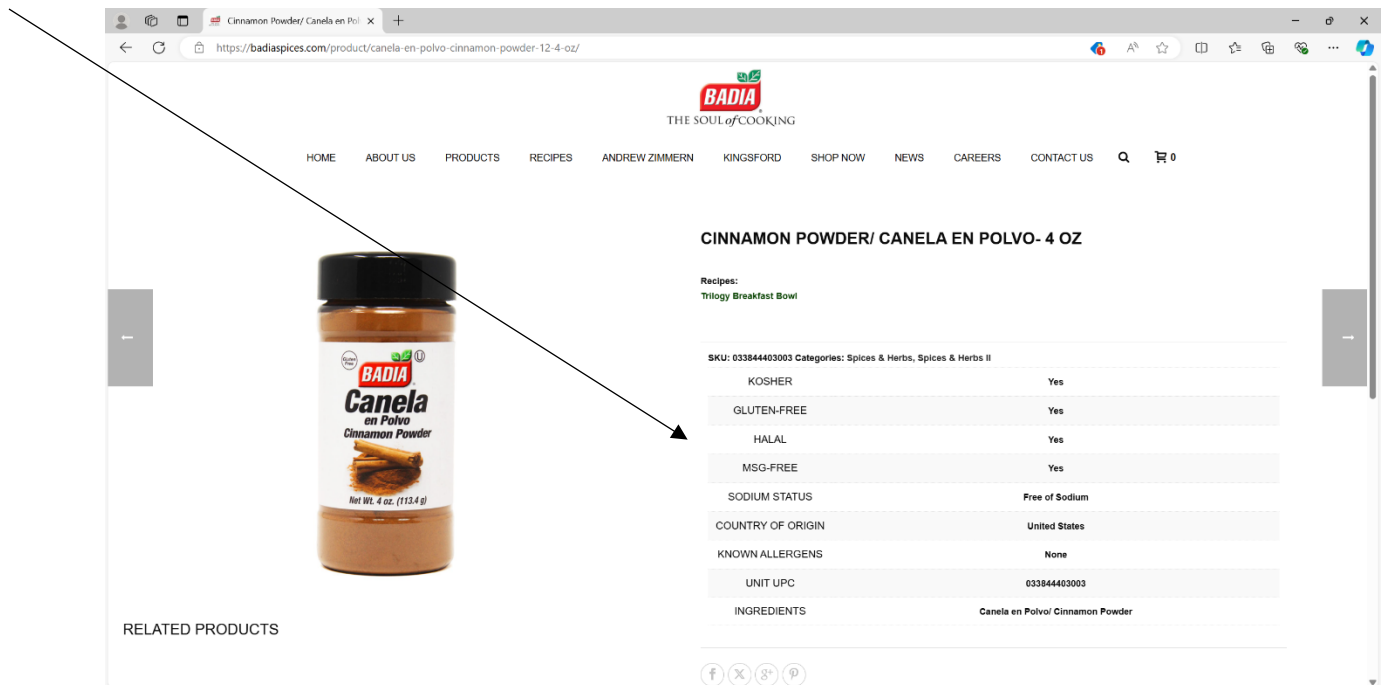 Cinnamon Powder/ Canela en Pol
https://badiaspices.com/product/canela-en-polvo-cinnamon-powder-12-4-oz/
BADIA
THE SOUL of COOKING
HOME ABOUT US PRODUCTS RECIPES ANDREW ZIMMERN KINGSFORD SHOP NOW NEWS CAREERS CONTACT US 0
CINNAMON POWDER/ CANELA EN POLVO- 4 OZ
Recipes:
Trilogy Breakfast Bowl
Gluten Free
BADIA
Canela
en Polvo
Cinnamon Powder
Net Wt. 4 oz. (113.4 g)
SKU: 033844403003 Categories: Spices & Herbs, Spices & Herbs II
KOSHER Yes
GLUTEN-FREE Yes
HALAL Yes
MSG-FREE Yes
SODIUM STATUS Free of Sodium
COUNTRY OF ORIGIN United States
KNOWN ALLERGENS None
UNIT UPC 033844403003
INGREDIENTS Canela en Polvo/ Cinnamon Powder
RELATED PRODUCTS